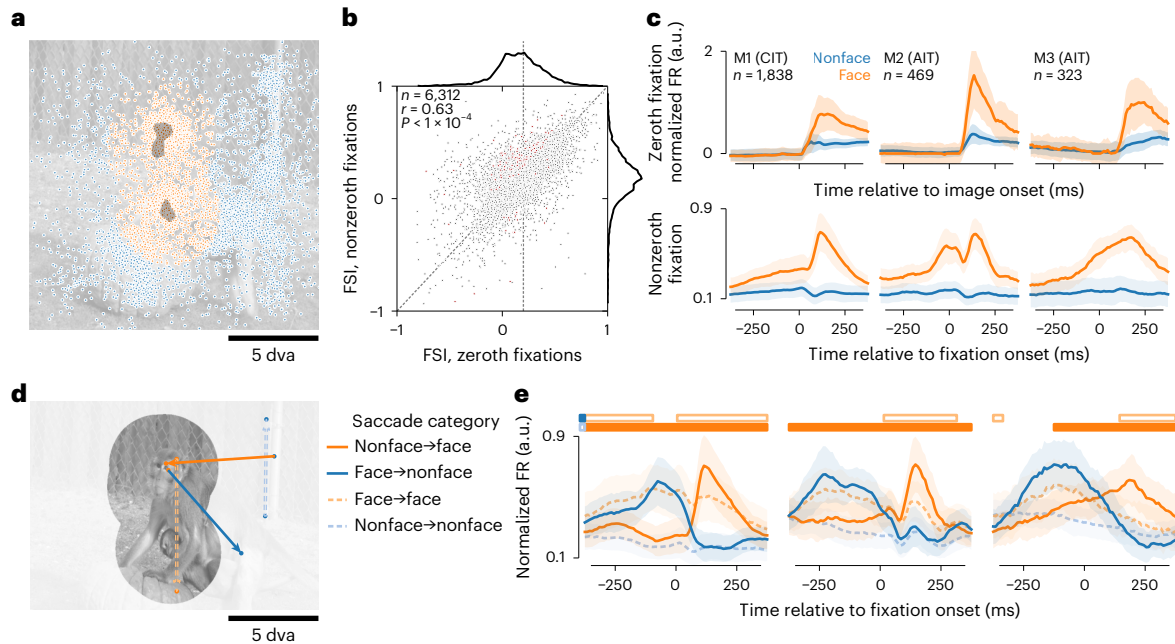 a
5 dva
b
n = 6,312
r = 0.63
P < 1 × 10⁻⁴
FSI, nonzeroth fixations
1
0
−1
−1
0
1
FSI, zeroth fixations
c
Zeroth fixation
normalized FR (a.u.)
2
0
M1 (CIT)
n = 1,838
Nonface
Face
M2 (AIT)
n = 469
M3 (AIT)
n = 323
Time relative to image onset (ms)
Nonzeroth
fixation
0.9
0.1
−250 0 250 −250 0 250 −250 0 250
Time relative to fixation onset (ms)
d
5 dva
Saccade category
Nonface→face
Face→nonface
Face→face
Nonface→nonface
e
Normalized FR (a.u.)
0.9
0.1
−250 0 250 −250 0 250 −250 0 250
Time relative to fixation onset (ms)